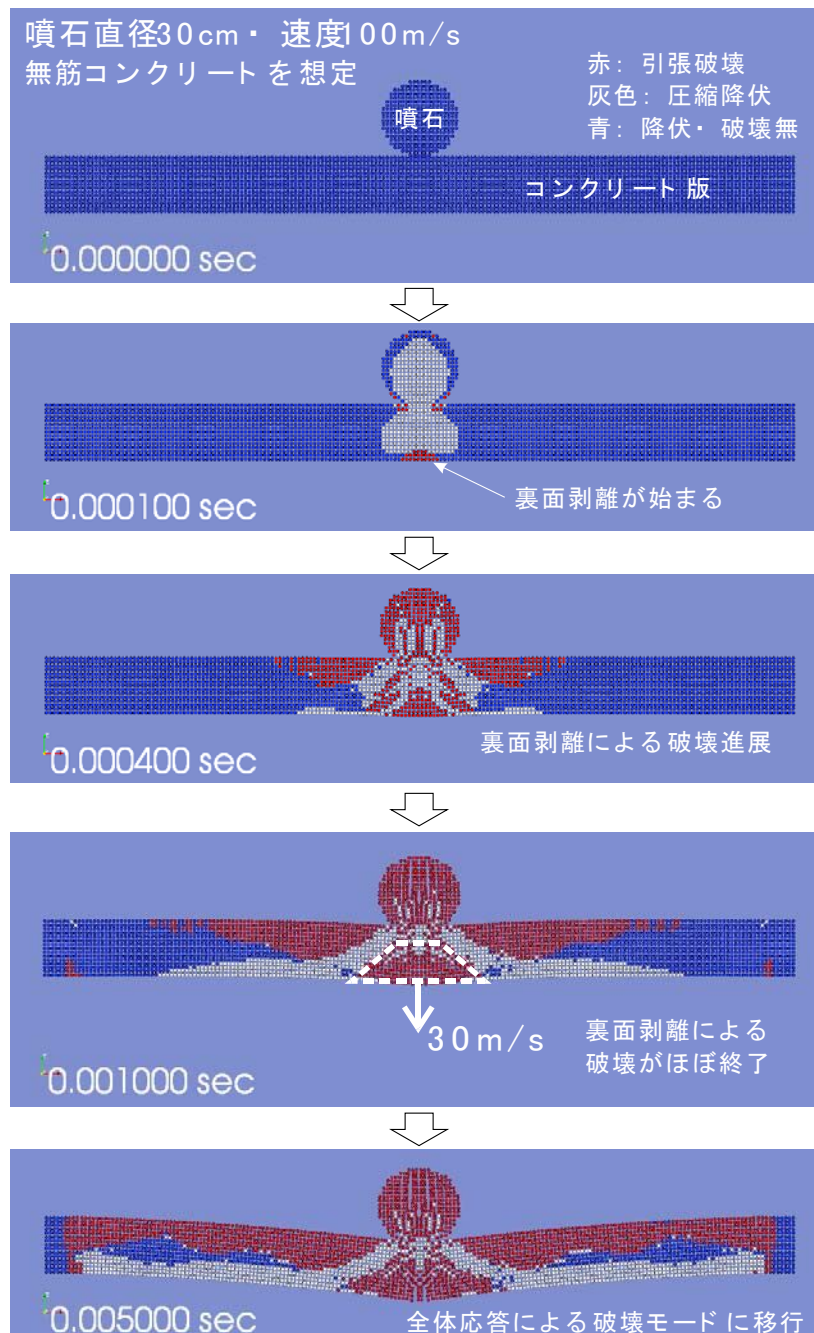 噴石直径30cm・ 速度100m/s
無筋コンクリートを想定
赤: 引張破壊
灰色: 圧縮降伏
青: 降伏・破壊無
噴石
コンクリート版
0.000000 sec
0.000100 sec
裏面剥離が始まる
0.000400 sec
裏面剥離による破壊進展
30m/s
裏面剥離による
破壊がほぼ終了
0.001000 sec
0.005000 sec
全体応答による破壊モードに移行